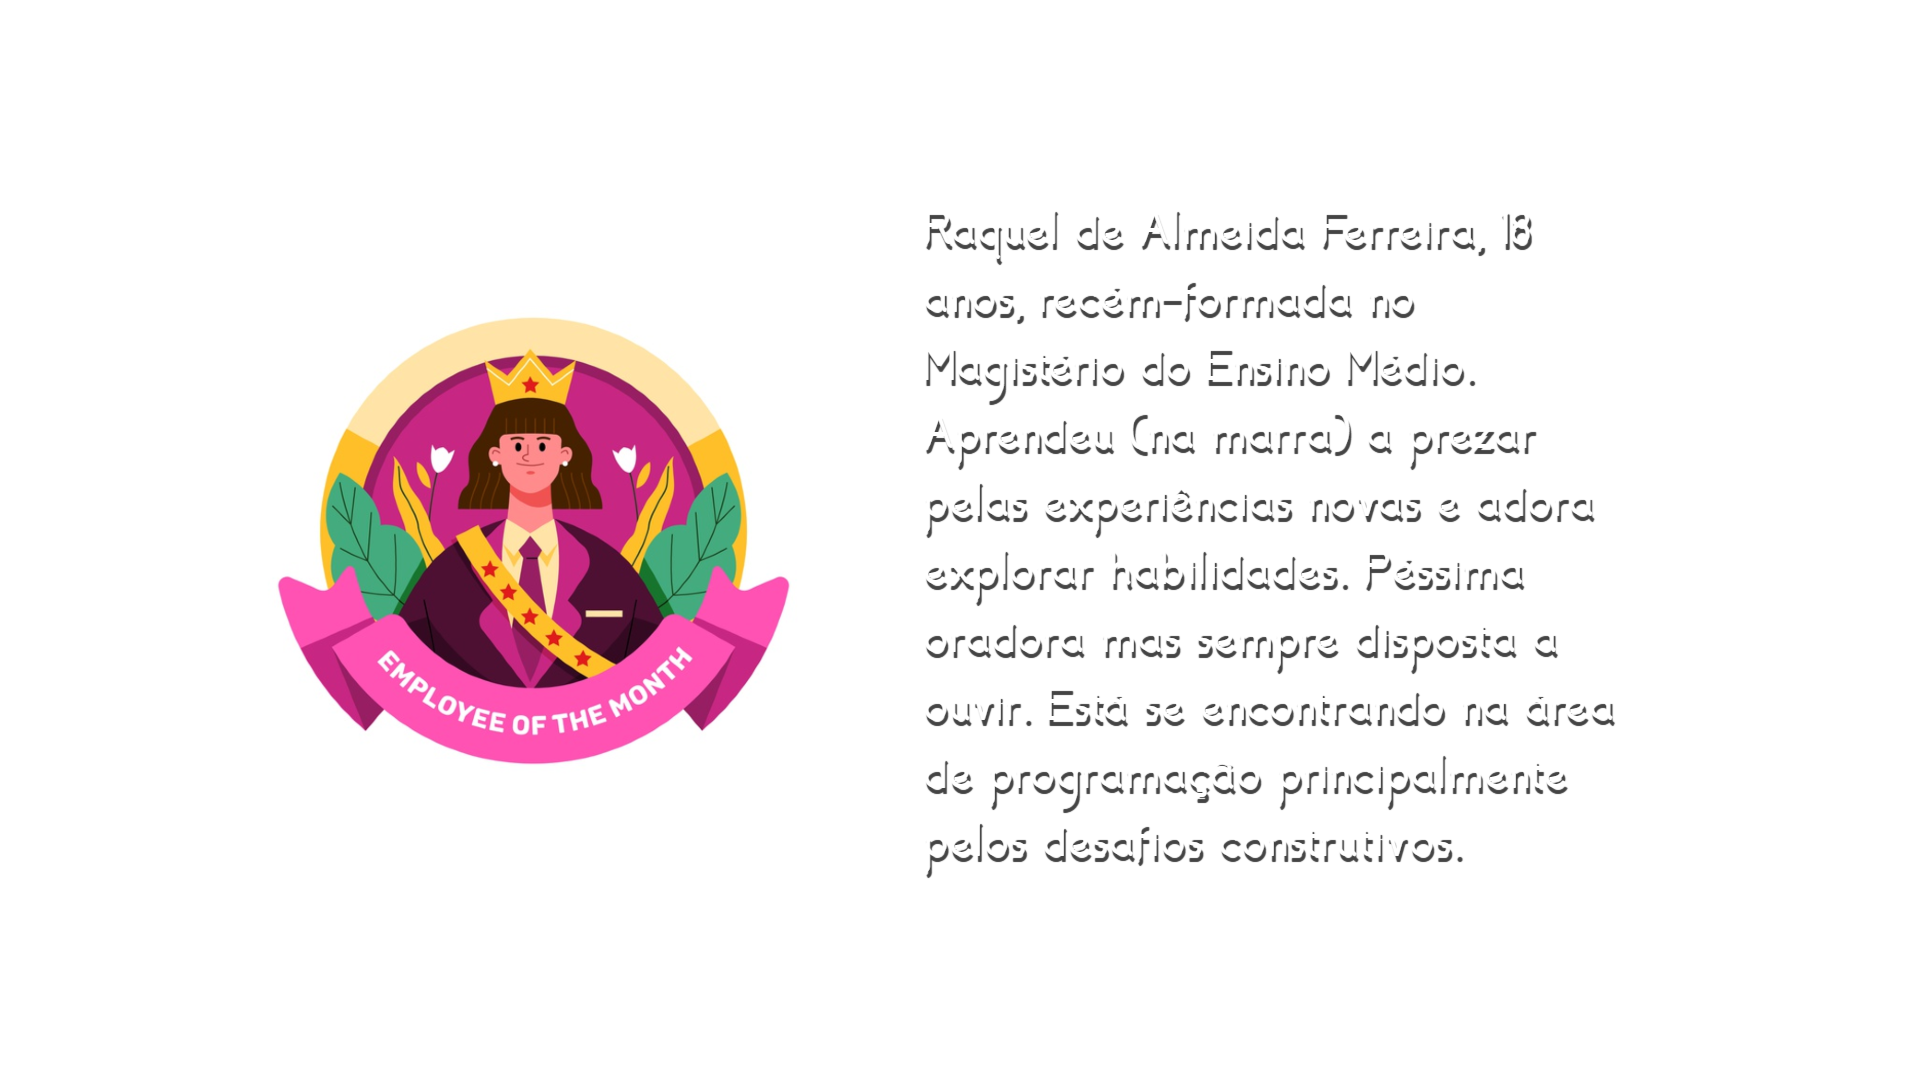 EMPLOYEE OF THE MONTH
Raquel de Almeida Ferreira, 18
anos, recém-formada no
Magistério do Ensino Médio.
Aprendeu (na marra) a prezar
pelas experiências novas e adora
explorar habilidades. Péssima
oradora mas sempre disposta a
ouvir. Está se encontrando na área
de programação principalmente
pelos desafios construtivos.